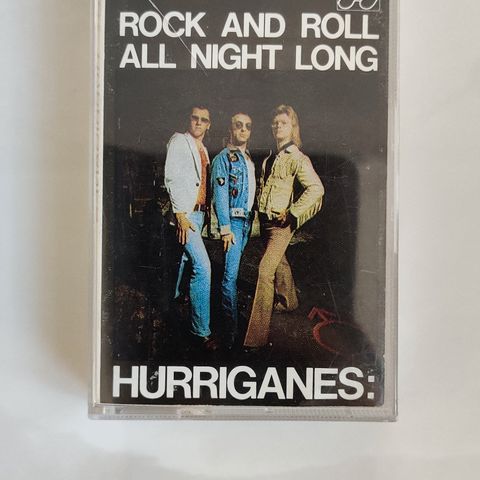 ROCK AND ROLL
ALL NIGHT LONG
HURRIGANES: